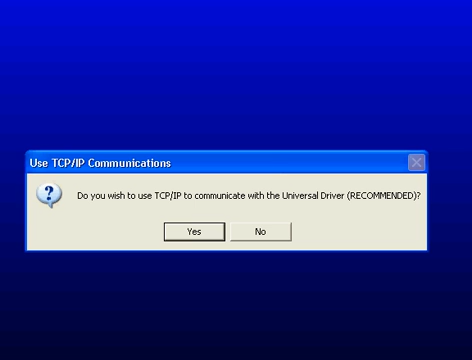 Use TCP/IP Communications
Do you wish to use TCP/IP to communicate with the Universal Driver (RECOMMENDED)?
Yes
No